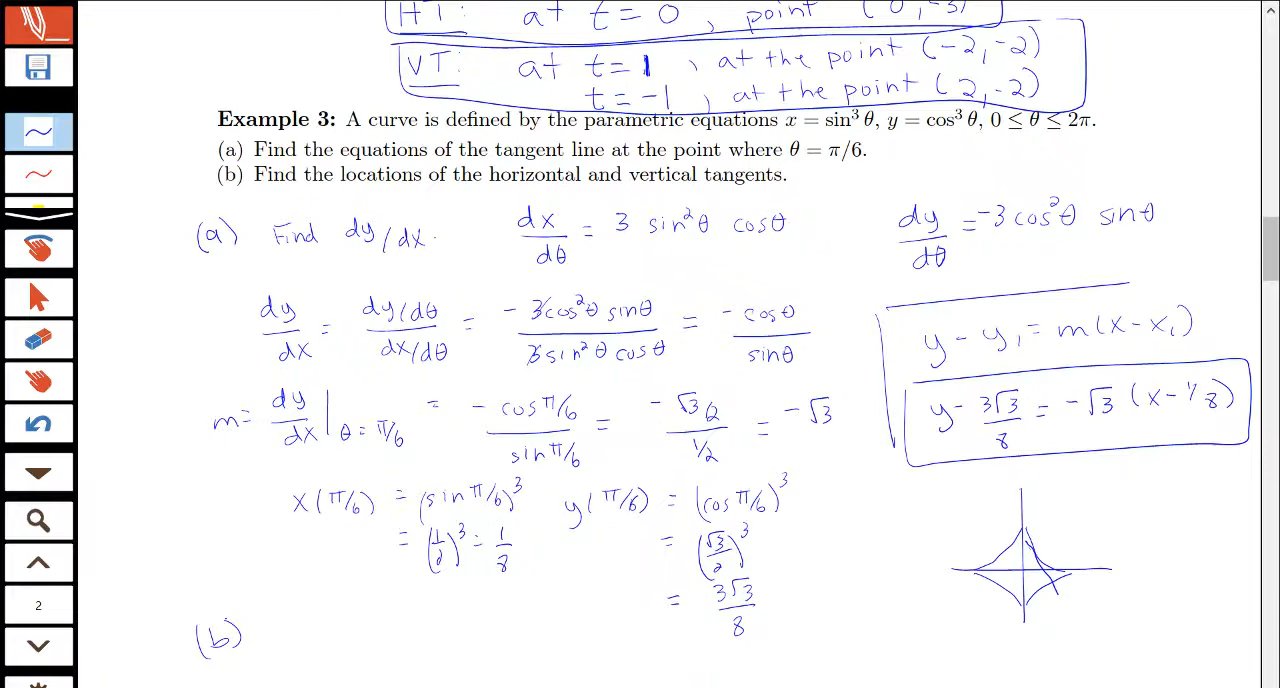 HT: at t = 0, point (0, -3)
VT: at t = 1, at the point (-2, -2)
t = -1, at the point (2, -2)
Example 3: A curve is defined by the parametric equations x = sin³ θ, y = cos³ θ, 0 ≤ θ ≤ 2π.
(a) Find the equations of the tangent line at the point where θ = π/6.
(b) Find the locations of the horizontal and vertical tangents.
(a) Find dy/dx. dx/dθ = 3 sin²θ cosθ dy/dθ = -3 cos²θ sinθ
dy/dx = (dy/dθ)/(dx/dθ) = (-3cos²θ sinθ)/(3sin²θ cosθ) = -cosθ/sinθ
y - y₁ = m(x - x₁)
m = dy/dx | θ = π/6 = -cos π/6 / sin π/6 = (-√3/2)/(1/2) = -√3
y - 3√3/8 = -√3 (x - 1/8)
x(π/6) = (sin π/6)³ y(π/6) = (cos π/6)³
= (1/2)³ = 1/8 = (√3/2)³
= 3√3/8
(b)
2